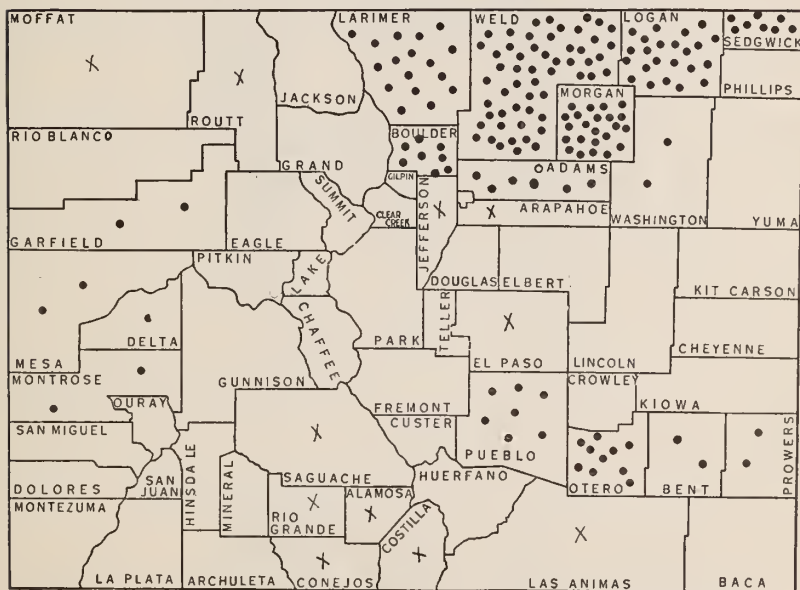 MOFFAT
LARIMER
WELD
LOGAN
SEDGWICK
JACKSON
MORGAN
PHILLIPS
ROUTT
RIO BLANCO
BOULDER
GRAND
ADAMS
GILPIN
SUMMIT
CLEAR CREEK
JEFFERSON
ARAPAHOE
WASHINGTON
YUMA
GARFIELD
EAGLE
PITKIN
LAKE
DOUGLAS
ELBERT
KIT CARSON
CHAFFEE
TELLER
DELTA
PARK
MESA
EL PASO
LINCOLN
CHEYENNE
MONTROSE
GUNNISON
CROWLEY
OURAY
FREMONT
KIOWA
SAN MIGUEL
CUSTER
PUEBLO
PROWERS
HINSDALE
SAGUACHE
HUERFANO
DOLORES
SAN JUAN
MINERAL
ALAMOSA
OTERO
BENT
MONTEZUMA
RIO GRANDE
COSTILLA
LA PLATA
ARCHULETA
CONEJOS
LAS ANIMAS
BACA